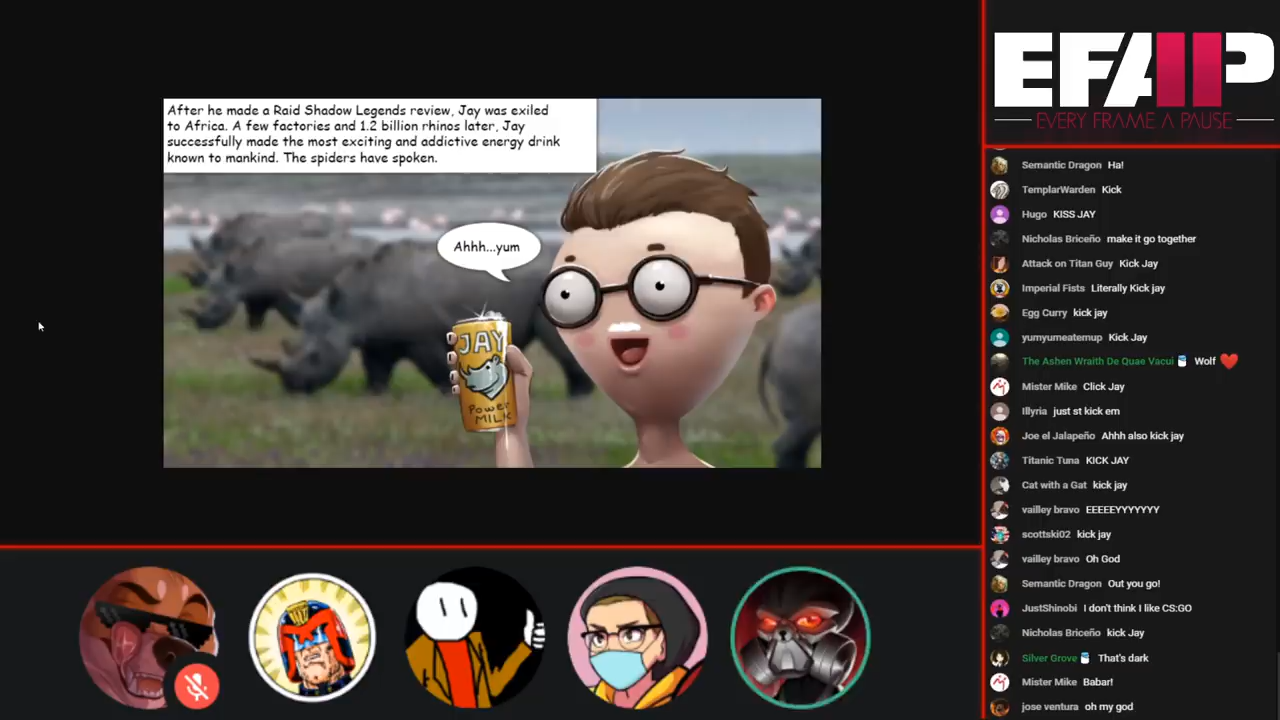 After he made a Raid Shadow Legends review, Jay was exiled
to Africa. A few factories and 1.2 billion rhinos later, Jay
successfully made the most exciting and addictive energy drink
known to mankind. The spiders have spoken.
Ahhh...yum
JAY
POWER
MILK
EFAP
EVERY FRAME A PAUSE
Semantic Dragon Ha!
TemplarWarden Kick
Hugo KISS JAY
Nicholas Briceño make it go together
Attack on Titan Guy Kick Jay
Imperial Fists Literally Kick jay
Egg Curry kick jay
yumyumeatemup Kick Jay
The Ashen Wraith De Quae Vacui Wolf ❤️
Mister Mike Click Jay
Illyria just st kick em
Joe el Jalapeño Ahhh also kick jay
Titanic Tuna KICK JAY
Cat with a Gat kick jay
vailley bravo EEEEEYYYYYYY
scottski02 kick jay
vailley bravo Oh God
Semantic Dragon Out you go!
JustShinobi I don't think I like CS:GO
Nicholas Briceño kick Jay
Silver Grove That's dark
Mister Mike Babar!
jose ventura oh my god